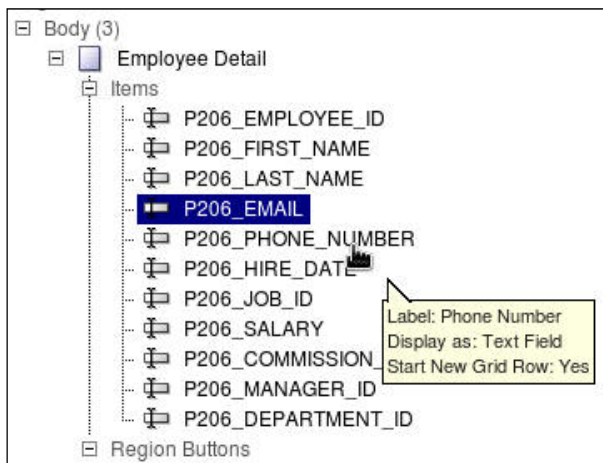 Body (3)
Employee Detail
Items
P206_EMPLOYEE_ID
P206_FIRST_NAME
P206_LAST_NAME
P206_EMAIL
P206_PHONE_NUMBER
P206_HIRE_DATE
P206_JOB_ID
P206_SALARY
P206_COMMISSION_
P206_MANAGER_ID
P206_DEPARTMENT_ID
Label: Phone Number
Display as: Text Field
Start New Grid Row: Yes
Region Buttons